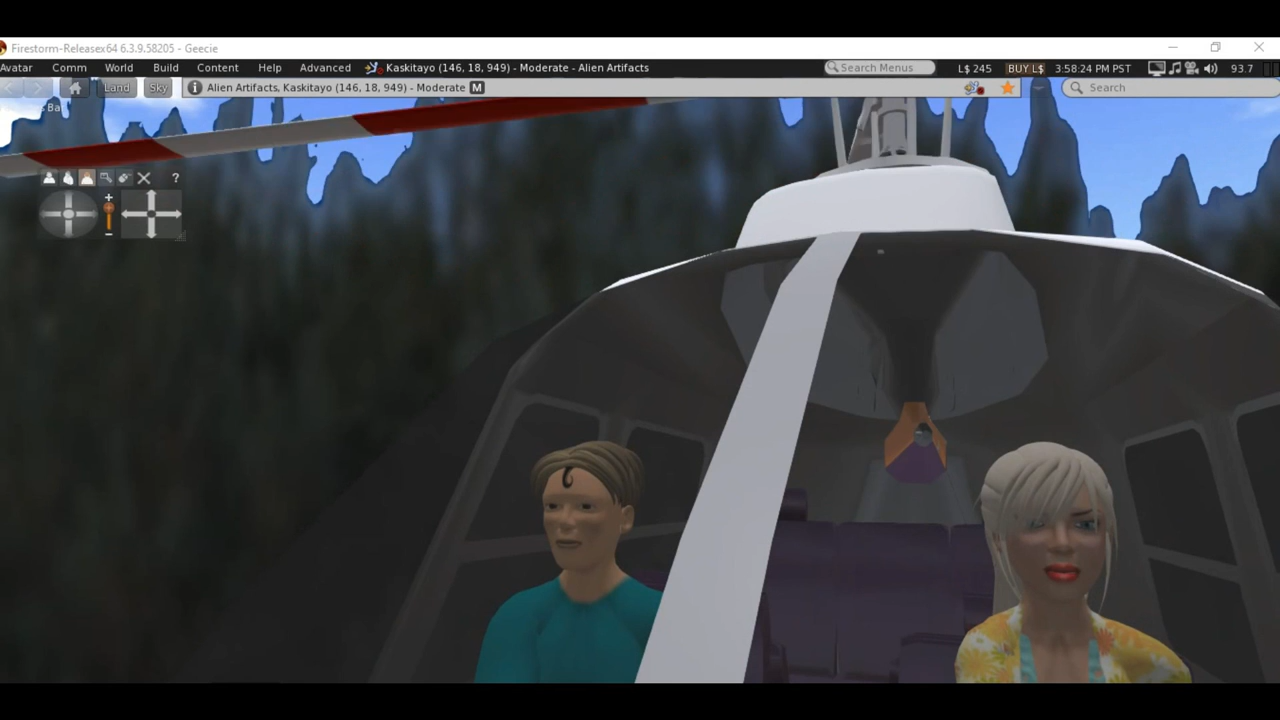 Firestorm-Releasex64 6.3.9.58205 - Geecie
Avatar Comm World Build Content Help Advanced Kaskitayo (146, 18, 949) - Moderate - Alien Artifacts Search Menus L$ 245 BUY L$ 3:58:24 PM PST 93.7
Land Sky Alien Artifacts, Kaskitayo (146, 18, 949) - Moderate M Search
?